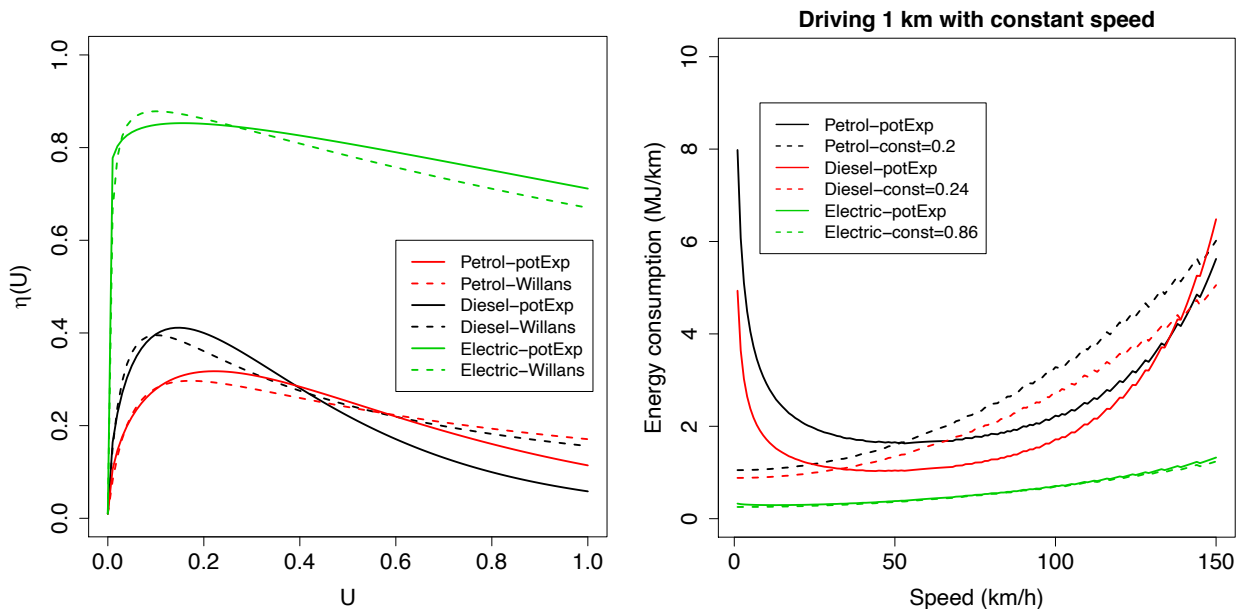 1.0
0.8
0.6
0.4
0.2
0.0
η(U)
Petrol−potExp
Petrol−Willans
Diesel−potExp
Diesel−Willans
Electric−potExp
Electric−Willans
0.0 0.2 0.4 0.6 0.8 1.0
U
Driving 1 km with constant speed
10
8
6
4
2
0
Energy consumption (MJ/km)
Petrol−potExp
Petrol−const=0.2
Diesel−potExp
Diesel−const=0.24
Electric−potExp
Electric−const=0.86
0 50 100 150
Speed (km/h)